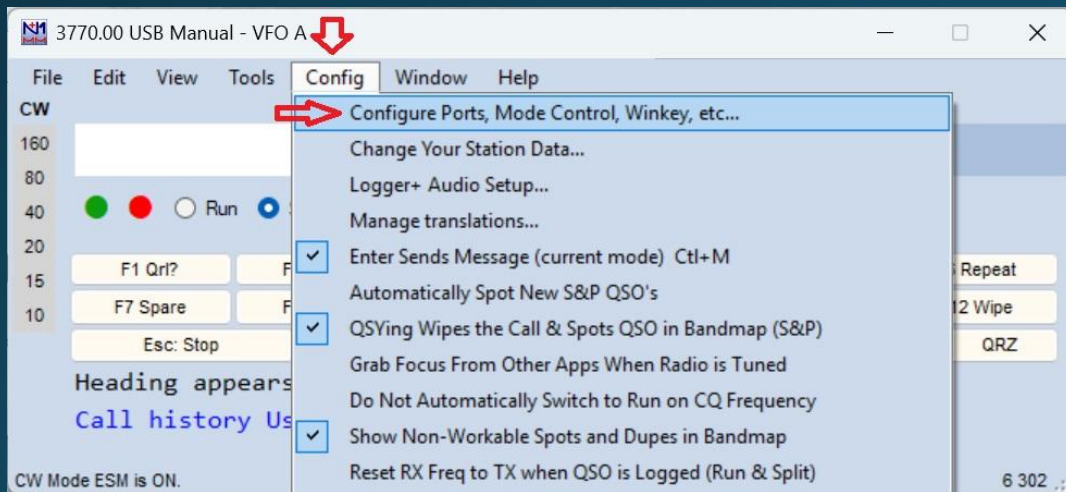 3770.00 USB Manual - VFO A
File Edit View Tools Config Window Help
CW
Configure Ports, Mode Control, Winkey, etc...
160
Change Your Station Data...
80
Logger+ Audio Setup...
40
Run
Manage translations...
20
Enter Sends Message (current mode) Ctl+M
F1 Qrl?
F
Repeat
15
Automatically Spot New S&P QSO's
10
F7 Spare
F
12 Wipe
QSYing Wipes the Call & Spots QSO in Bandmap (S&P)
Esc: Stop
QRZ
Grab Focus From Other Apps When Radio is Tuned
Heading appears
Do Not Automatically Switch to Run on CQ Frequency
Call history Us
Show Non-Workable Spots and Dupes in Bandmap
Reset RX Freq to TX when QSO is Logged (Run & Split)
CW Mode ESM is ON.
6 302